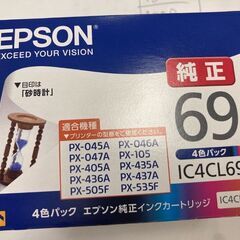 EPSON
EXCEED YOUR VISION
目印は
「砂時計」
純正
69
適合機種
▼プリンターの型番をご確認ください。
PX-045A PX-046A
PX-047A PX-105
PX-405A PX-435A
PX-436A PX-437A
PX-505F PX-535F
4色パック
IC4CL69
4色パック エプソン純正インクカートリッジ
IC4CL69